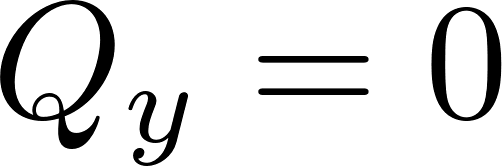 Q_y = 0